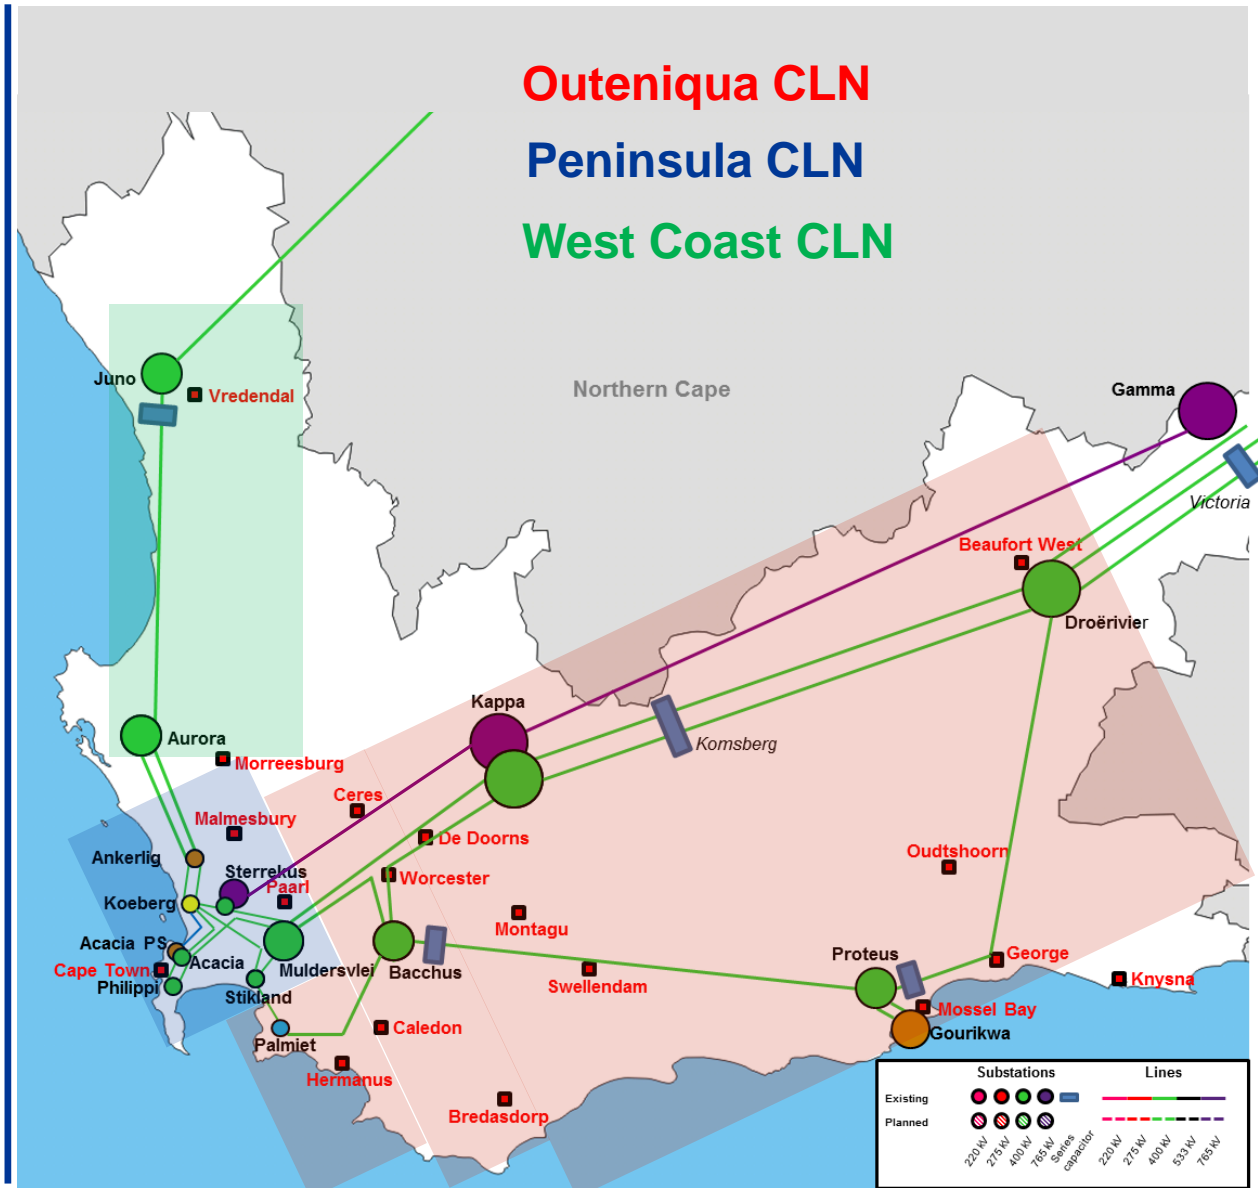 Outeniqua CLN
Peninsula CLN
West Coast CLN
Northern Cape
Gamma
Juno
Vredendal
Victoria
Beaufort West
Droërivier
Kappa
Komsberg
Aurora
Morreesburg
Ceres
Malmesbury
De Doorns
Ankerlig
Sterrekus
Oudtshoorn
Paarl
Worcester
Koeberg
Montagu
Acacia PS
Acacia
Cape Town
Muldersvlei
Bacchus
Proteus
George
Philippi
Stikland
Swellendam
Knysna
Mossel Bay
Palmiet
Caledon
Gourikwa
Hermanus
Bredasdorp
Substations
Lines
Existing
Planned
220 kV
275 kV
400 kV
765 kV
Series capacitor
220 kV
275 kV
400 kV
533 kV
765 kV